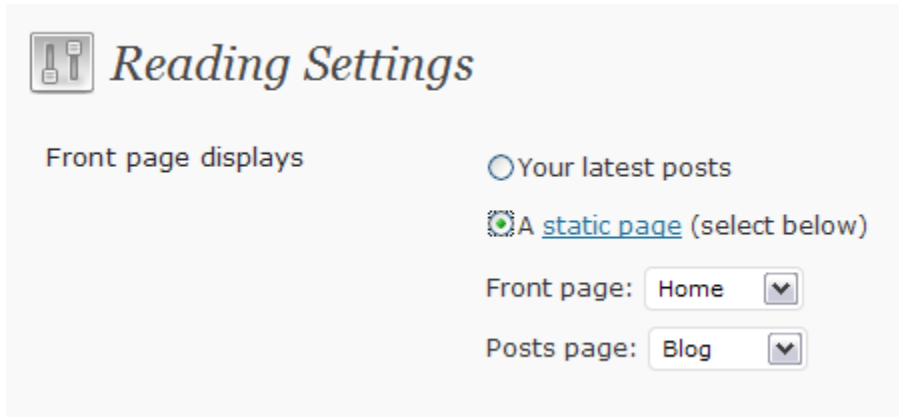 Reading Settings
Front page displays
Your latest posts
A static page (select below)
Front page: Home
Posts page: Blog